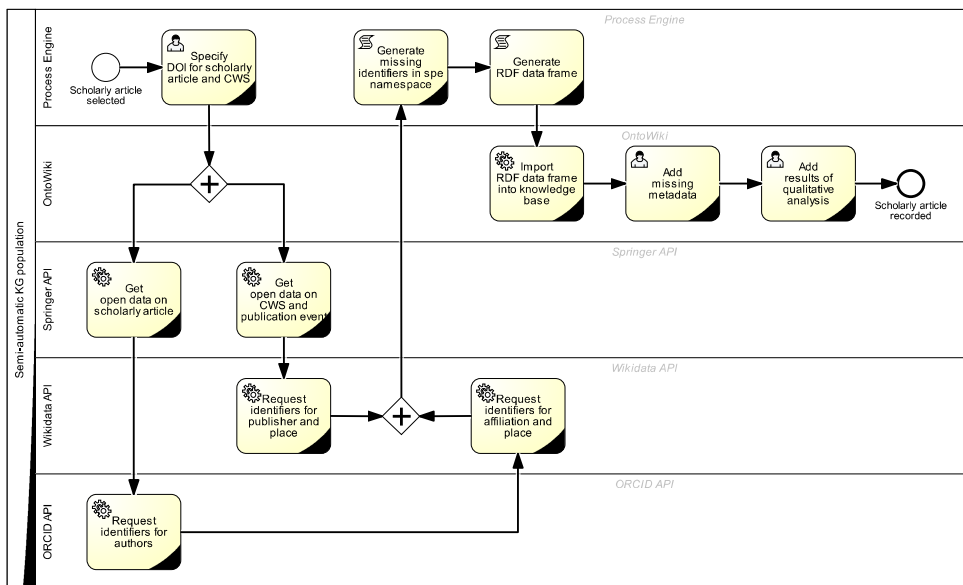 Semi-automatic KG population
Process Engine
Process Engine
Scholarly article
selected
Specify
DOI for scholarly
article and CWS
Generate
missing
identifiers in spe
namespace
Generate
RDF data frame
OntoWiki
OntoWiki
Import
RDF data frame
into knowledge
base
Add
missing
metadata
Add
results of
qualitative
analysis
Scholarly article
recorded
Springer API
Springer API
Get
open data on
scholarly article
Get
open data on
CWS and
publication event
Wikidata API
Wikidata API
Request
identifiers for
publisher and
place
Request
identifiers for
affiliation and
place
ORCID API
ORCID API
Request
identifiers for
authors